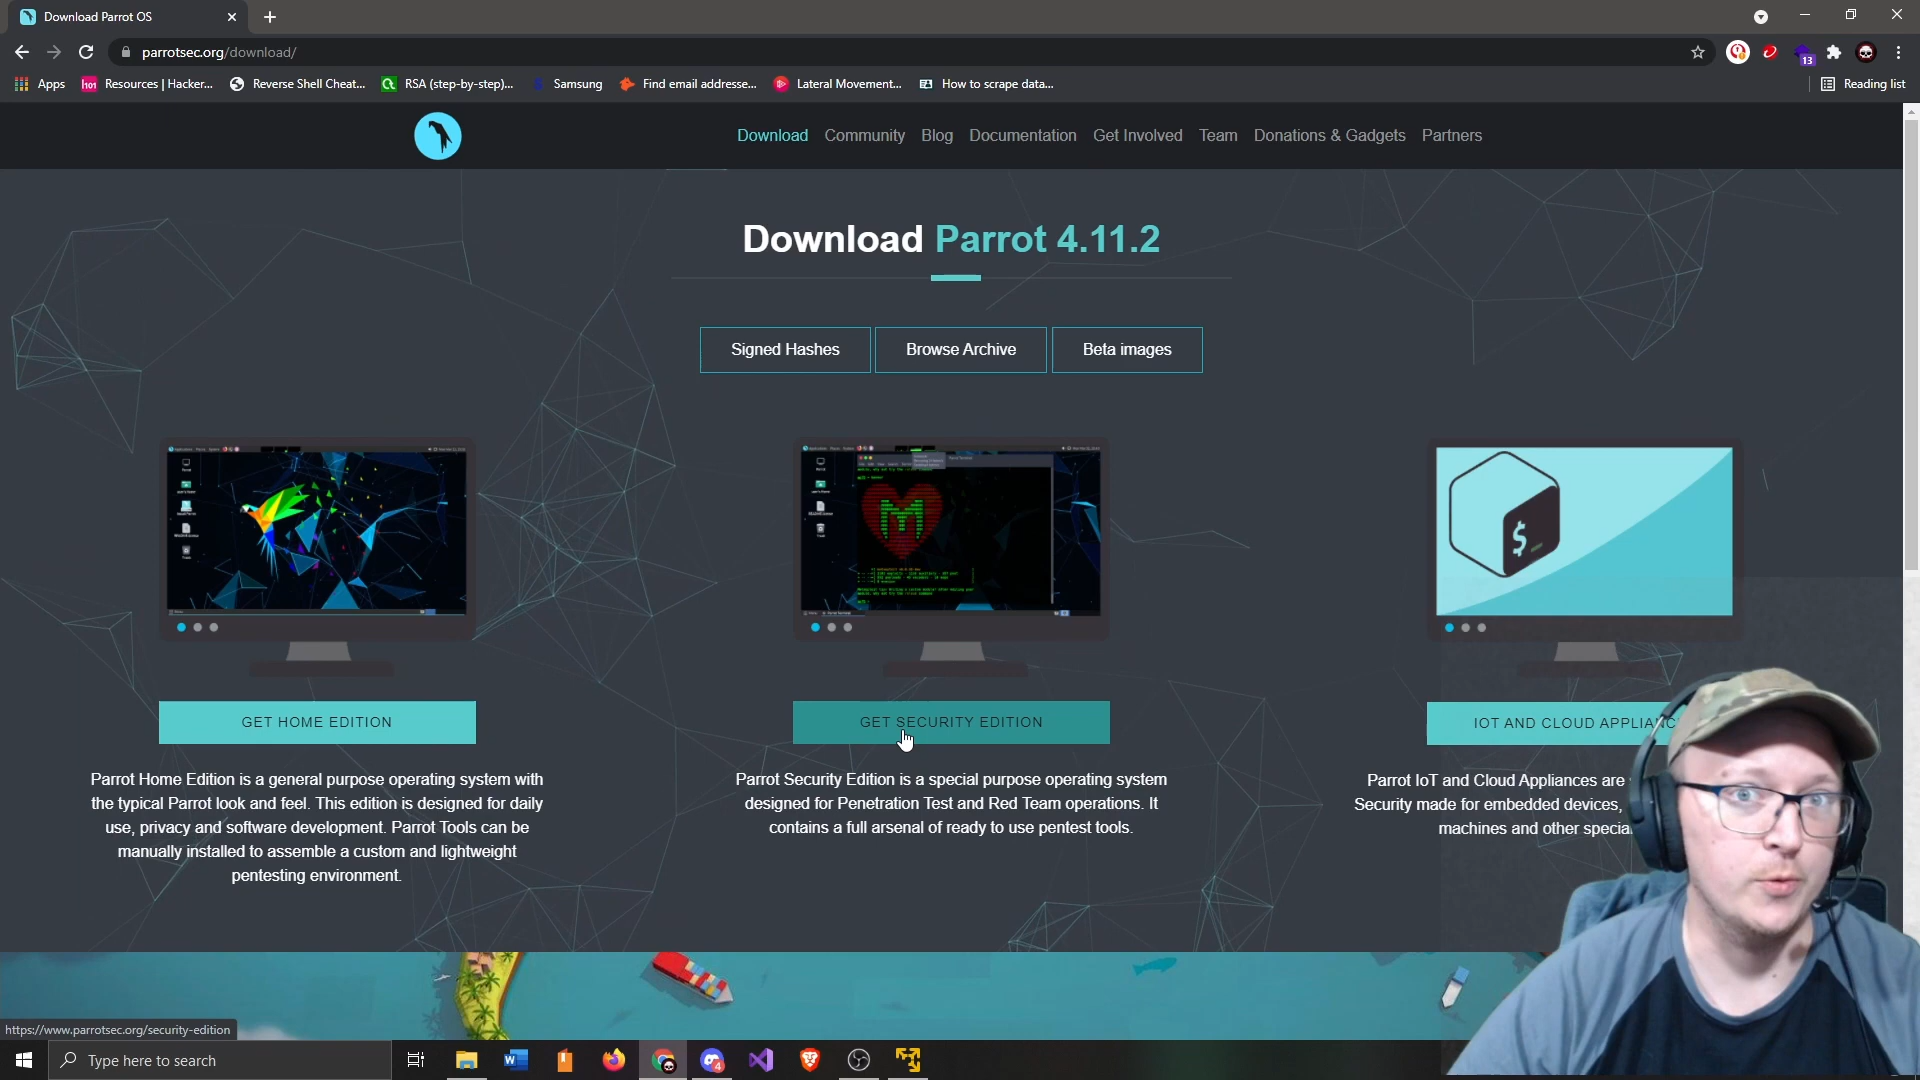 Download Parrot OS
parrotsec.org/download/
13
Apps
Resources | Hacker...
Reverse Shell Cheat...
RSA (step-by-step)...
Samsung
Find email addresse...
Lateral Movement...
How to scrape data...
Reading list
Download
Community
Blog
Documentation
Get Involved
Team
Donations & Gadgets
Partners
Download Parrot 4.11.2
Signed Hashes
Browse Archive
Beta images
GET HOME EDITION
Parrot Home Edition is a general purpose operating system with
the typical Parrot look and feel. This edition is designed for daily
use, privacy and software development. Parrot Tools can be
manually installed to assemble a custom and lightweight
pentesting environment.
GET SECURITY EDITION
Parrot Security Edition is a special purpose operating system
designed for Penetration Test and Red Team operations. It
contains a full arsenal of ready to use pentest tools.
$
IOT AND CLOUD APPLIANC
Parrot IoT and Cloud Appliances are
Security made for embedded devices,
machines and other specia
https://www.parrotsec.org/security-edition
Type here to search
4